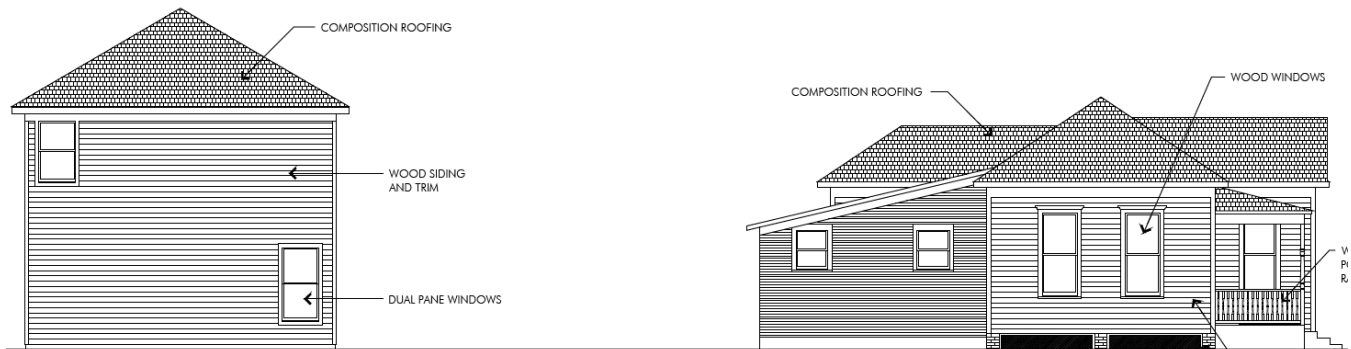 COMPOSITION ROOFING
WOOD SIDING
AND TRIM
DUAL PANE WINDOWS
COMPOSITION ROOFING
WOOD WINDOWS